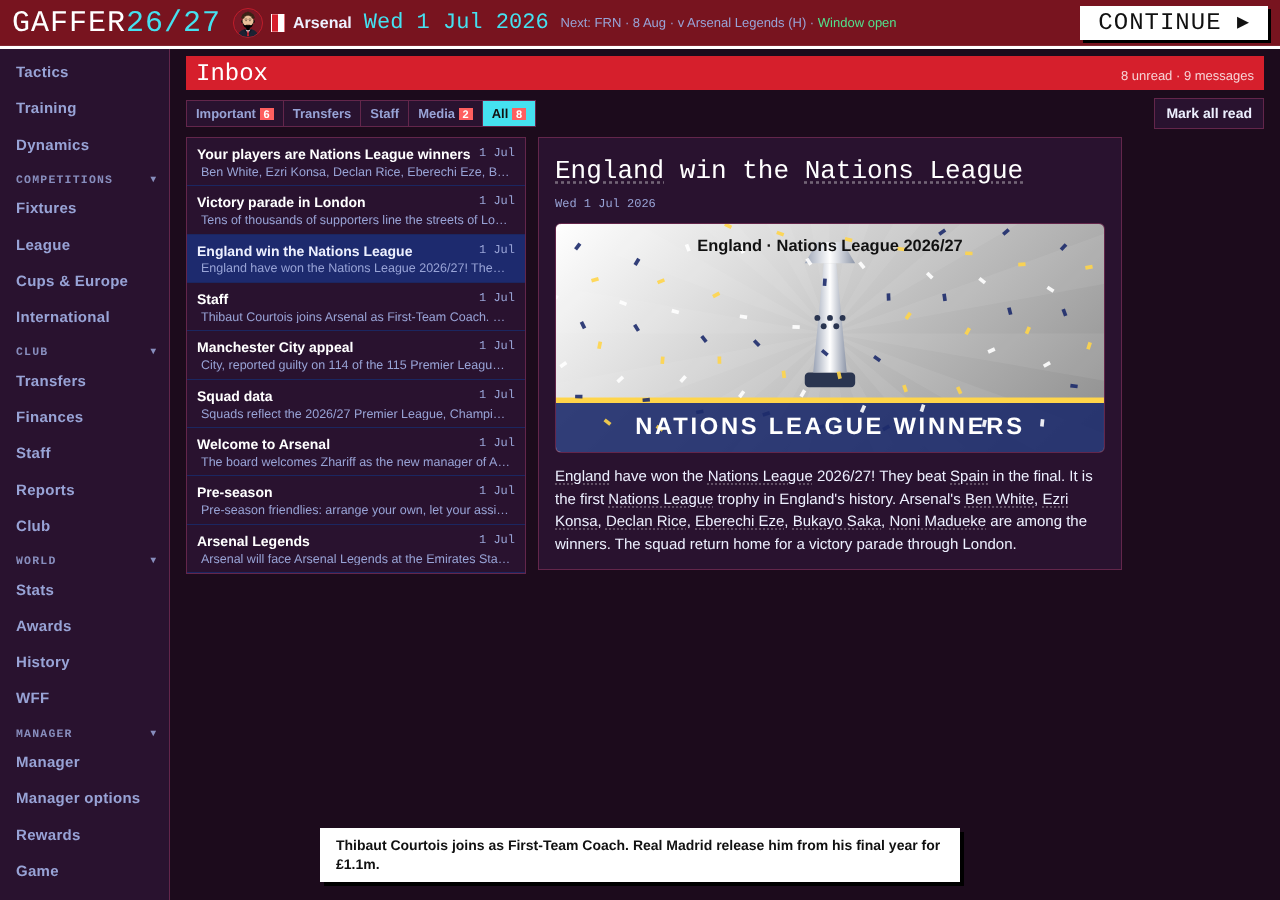 GAFFER26/27
Arsenal
Wed 1 Jul 2026
Next: FRN · 8 Aug · v Arsenal Legends (H) · Window open
CONTINUE ►
Tactics
Training
Dynamics
COMPETITIONS ▼
Fixtures
League
Cups & Europe
International
CLUB ▼
Transfers
Finances
Staff
Reports
Club
WORLD ▼
Stats
Awards
History
WFF
MANAGER ▼
Manager
Manager options
Rewards
Game
Inbox
8 unread · 9 messages
Important 6
Transfers
Staff
Media 2
All 8
Mark all read
Your players are Nations League winners 1 Jul
Ben White, Ezri Konsa, Declan Rice, Eberechi Eze, B…
Victory parade in London 1 Jul
Tens of thousands of supporters line the streets of Lo…
England win the Nations League 1 Jul
England have won the Nations League 2026/27! The…
Staff 1 Jul
Thibaut Courtois joins Arsenal as First-Team Coach. …
Manchester City appeal 1 Jul
City, reported guilty on 114 of the 115 Premier Leagu…
Squad data 1 Jul
Squads reflect the 2026/27 Premier League, Champi…
Welcome to Arsenal 1 Jul
The board welcomes Zhariff as the new manager of A…
Pre-season 1 Jul
Pre-season friendlies: arrange your own, let your assi…
Arsenal Legends 1 Jul
Arsenal will face Arsenal Legends at the Emirates Sta…
England win the Nations League
Wed 1 Jul 2026
England · Nations League 2026/27
NATIONS LEAGUE WINNERS
England have won the Nations League 2026/27! They beat Spain in the final. It is
the first Nations League trophy in England's history. Arsenal's Ben White, Ezri
Konsa, Declan Rice, Eberechi Eze, Bukayo Saka, Noni Madueke are among the
winners. The squad return home for a victory parade through London.
Thibaut Courtois joins as First-Team Coach. Real Madrid release him from his final year for
£1.1m.